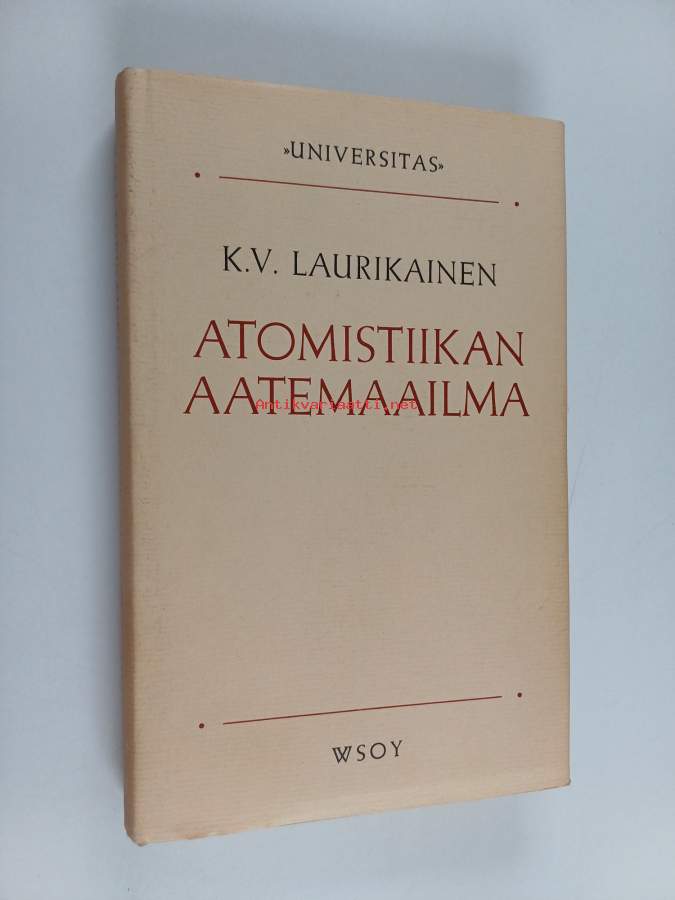 »UNIVERSITAS»
K.V. LAURIKAINEN
ATOMISTIIKAN
AATEMAAILMA
Antikvariaatti.net
WSOY